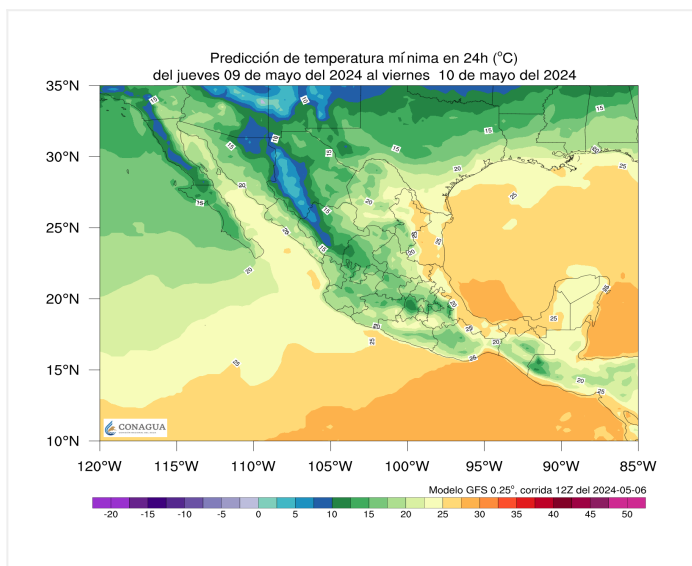 Predicción de temperatura mínima en 24h (°C)
del jueves 09 de mayo del 2024 al viernes 10 de mayo del 2024
35°N
30°N
25°N
20°N
15°N
10°N
120°W 115°W 110°W 105°W 100°W 95°W 90°W 85°W
CONAGUA
Modelo GFS 0.25°, corrida 12Z del 2024-05-06
-20 -15 -10 -5 0 5 10 15 20 25 30 35 40 45 50